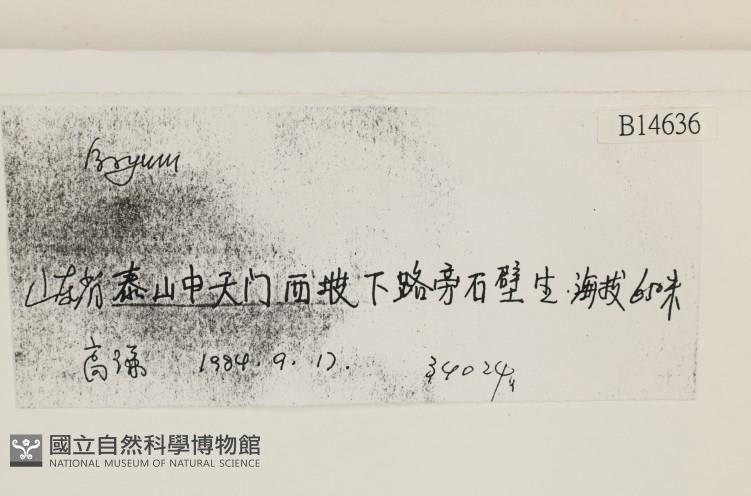 B14636
Bryum
山东省泰山中天门西坡下路旁石壁生.海拔650米
高谦 1984.9.17. 34024
國立自然科學博物館
NATIONAL MUSEUM OF NATURAL SCIENCE